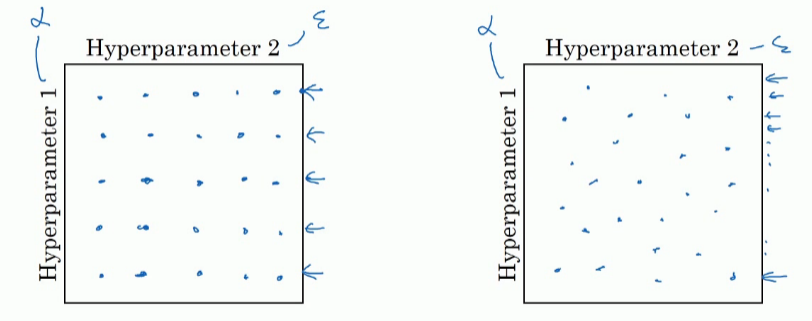 α
Hyperparameter 2
ε
Hyperparameter 1
α
Hyperparameter 2
ε
Hyperparameter 1